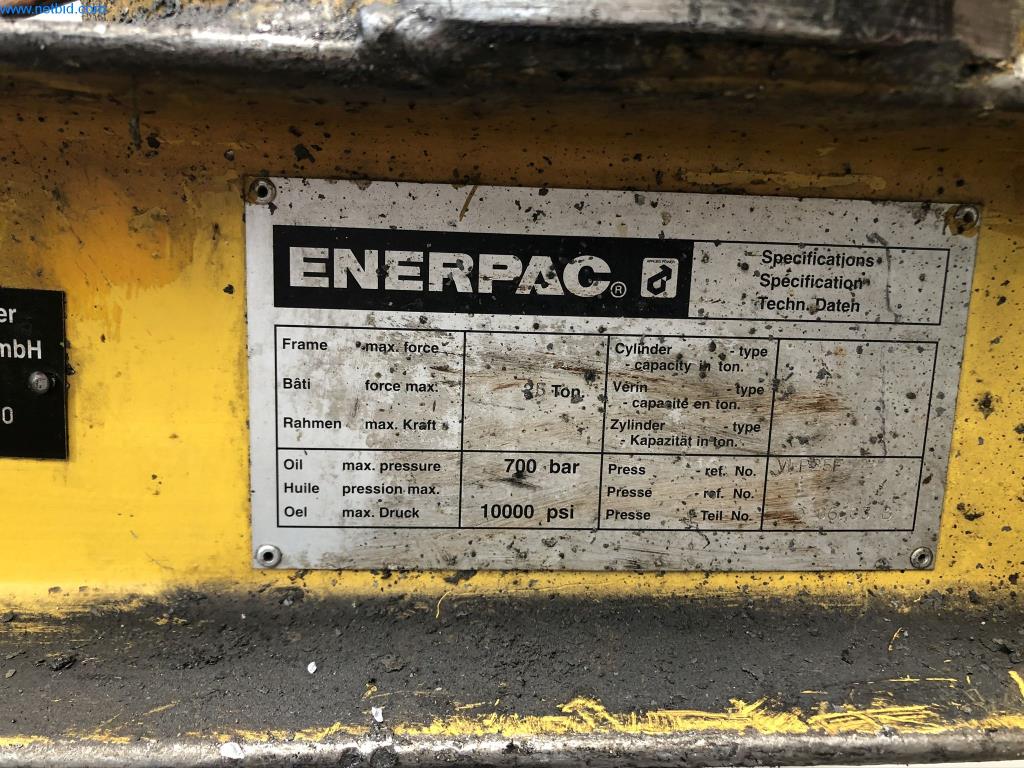 www.netbid.com
er
mbH
0
ENERPAC®
APPLIED POWER
Specifications
Spécification
Techn. Daten
Frame max. force
Bâti force max.
Rahmen max. Kraft
Ton.
Cylinder - type
- capacity in ton.
Vérin - type
capacité en ton.
Zylinder - type
- Kapazität in ton.
Oil max. pressure
Huile pression max.
Oel max. Druck
700 bar
10000 psi
Press ref. No.
Presse - ref. No.
Presse Teil No.